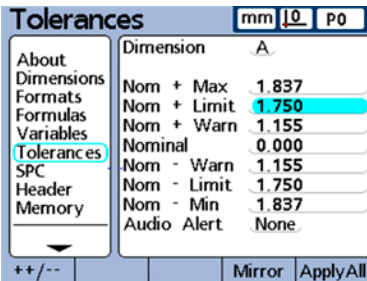 Tolerances mm |0 P0
About
Dimensions
Formats
Formulas
Variables
Tolerances
SPC
Header
Memory
Dimension A
Nom + Max 1.837
Nom + Limit 1.750
Nom + Warn 1.155
Nominal 0.000
Nom - Warn 1.155
Nom - Limit 1.750
Nom - Min 1.837
Audio Alert None
++/-- Mirror ApplyAll